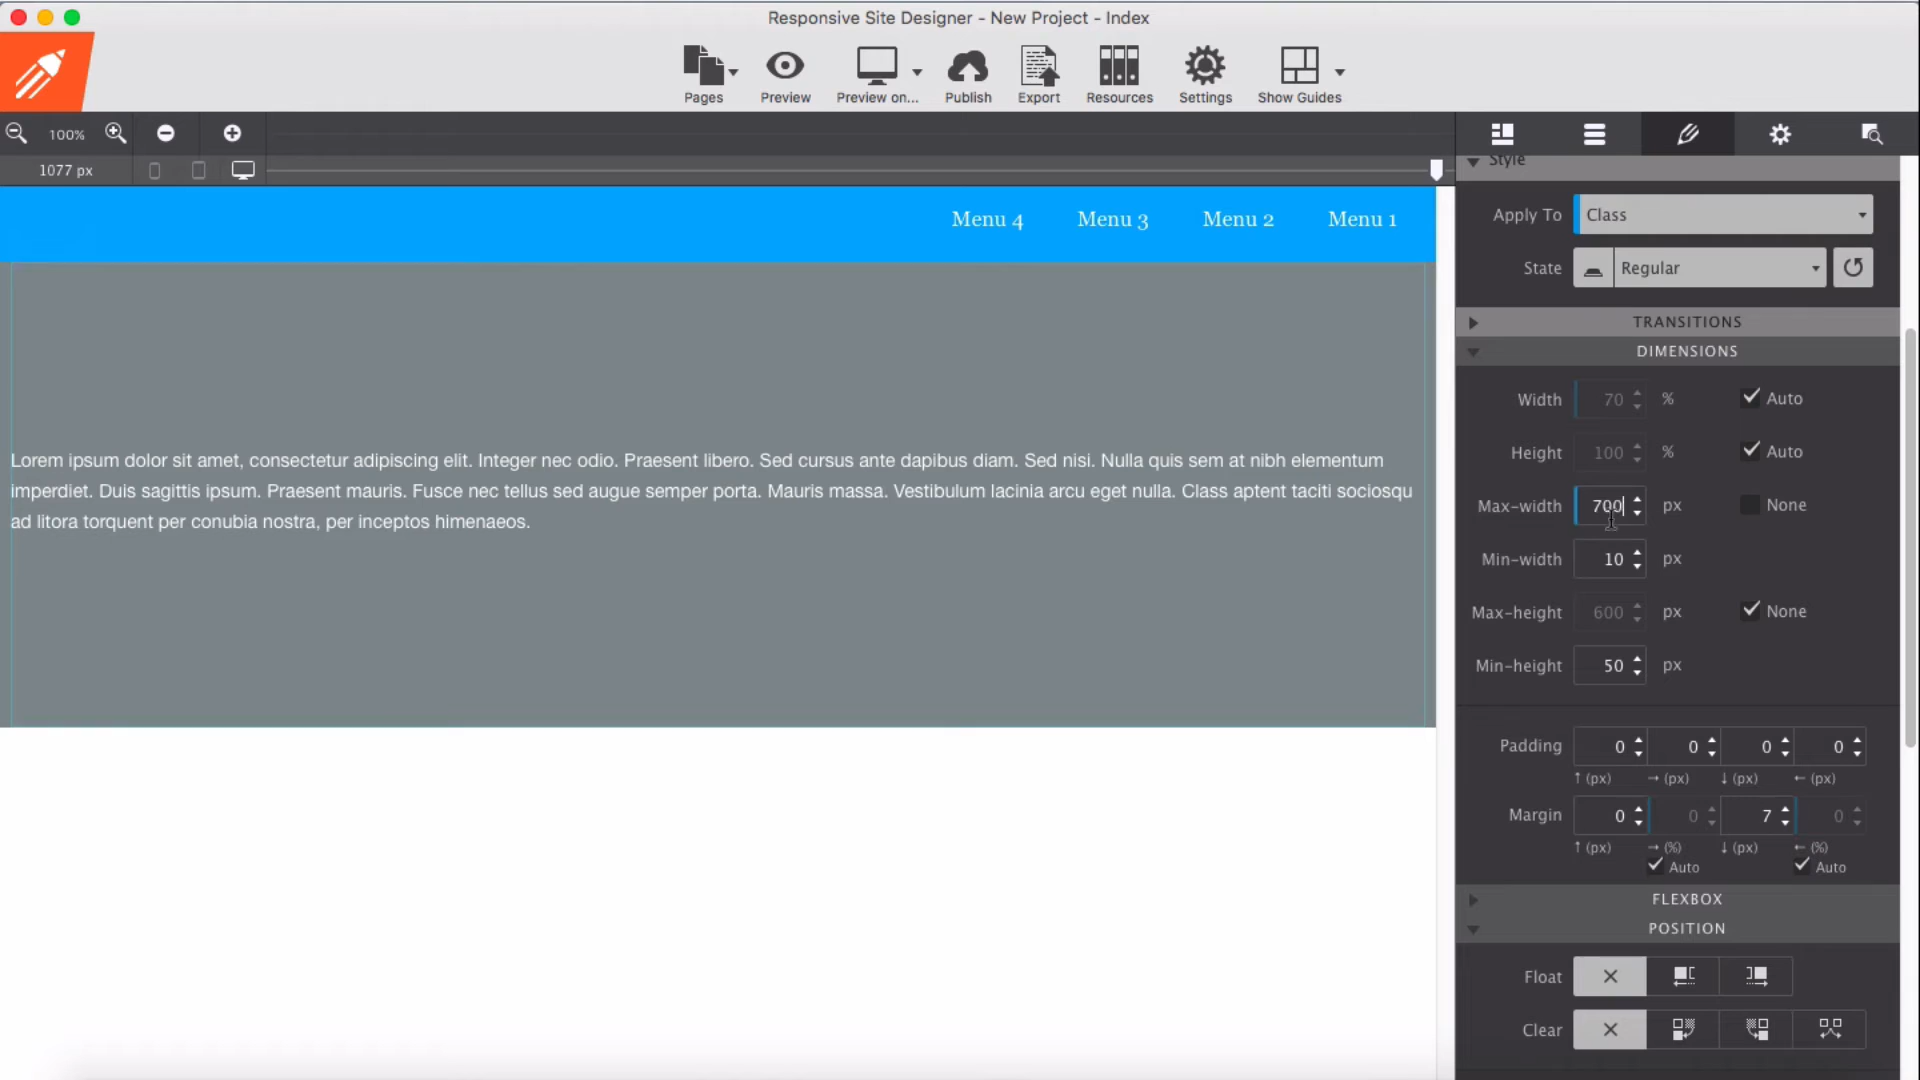 Responsive Site Designer - New Project - Index
Pages
Preview
Preview on...
Publish
Export
Resources
Settings
Show Guides
100%
1077 px
Menu 4
Menu 3
Menu 2
Menu 1
Lorem ipsum dolor sit amet, consectetur adipiscing elit. Integer nec odio. Praesent libero. Sed cursus ante dapibus diam. Sed nisi. Nulla quis sem at nibh elementum
imperdiet. Duis sagittis ipsum. Praesent mauris. Fusce nec tellus sed augue semper porta. Mauris massa. Vestibulum lacinia arcu eget nulla. Class aptent taciti sociosqu
ad litora torquent per conubia nostra, per inceptos himenaeos.
Style
Apply To Class
State Regular
TRANSITIONS
DIMENSIONS
Width 70 % Auto
Height 100 % Auto
Max-width 700 px None
Min-width 10 px
Max-height 600 px None
Min-height 50 px
Padding 0 0 0 0
↑ (px) → (px) ↓ (px) ← (px)
Margin 0 0 7 0
↑ (px) → (%) ↓ (px) ← (%)
Auto Auto
FLEXBOX
POSITION
Float
Clear